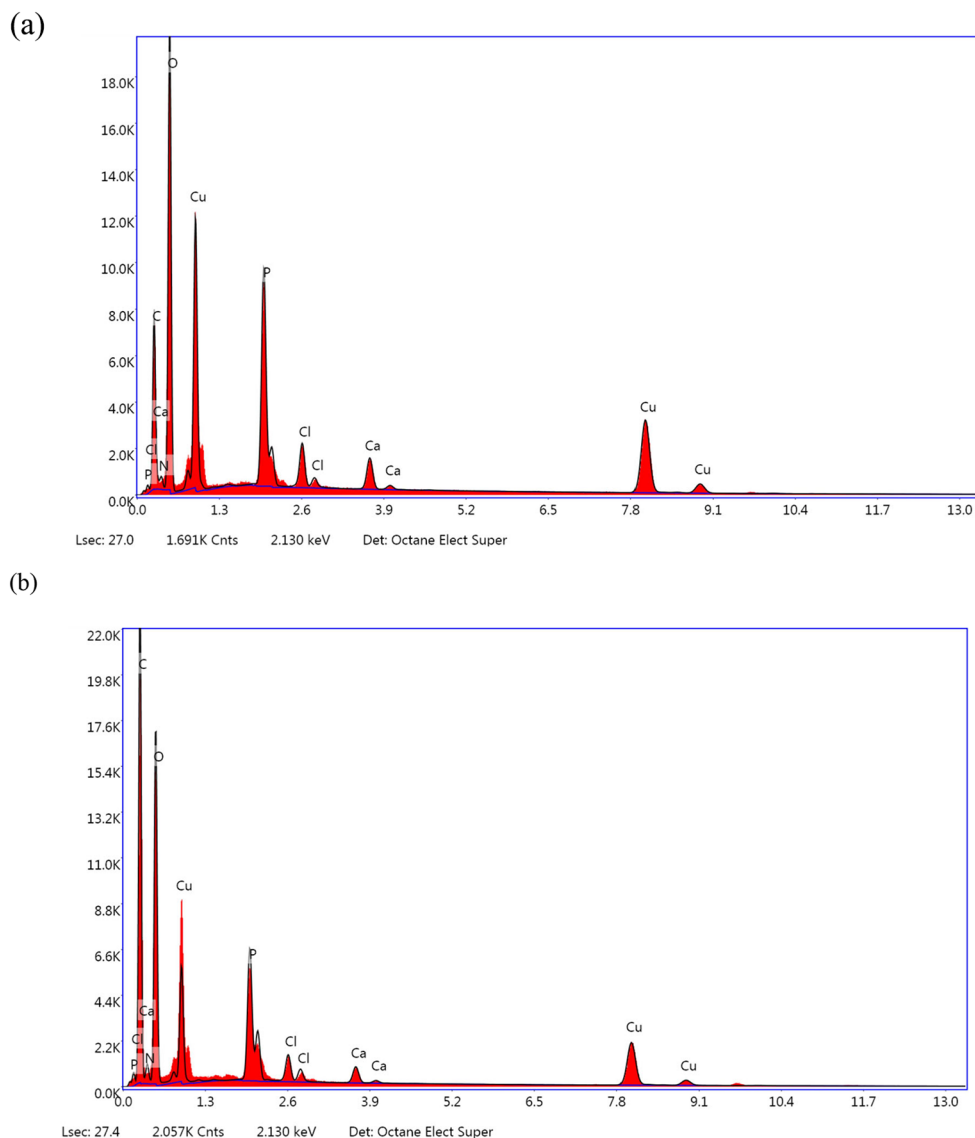 (a)
18.0K
16.0K
14.0K
12.0K
10.0K
8.0K
6.0K
4.0K
2.0K
0.0K
O
Cu
P
C
Ca
Cl
N
P
Cl
Cl
Ca
Ca
Cu
Cu
0.0 1.3 2.6 3.9 5.2 6.5 7.8 9.1 10.4 11.7 13.0
Lsec: 27.0 1.691K Cnts 2.130 keV Det: Octane Elect Super
(b)
22.0K
19.8K
17.6K
15.4K
13.2K
11.0K
8.8K
6.6K
4.4K
2.2K
0.0K
C
O
Cu
P
Ca
Cl
N
P
Cl
Cl
Ca
Ca
Cu
Cu
0.0 1.3 2.6 3.9 5.2 6.5 7.8 9.1 10.4 11.7 13.0
Lsec: 27.4 2.057K Cnts 2.130 keV Det: Octane Elect Super